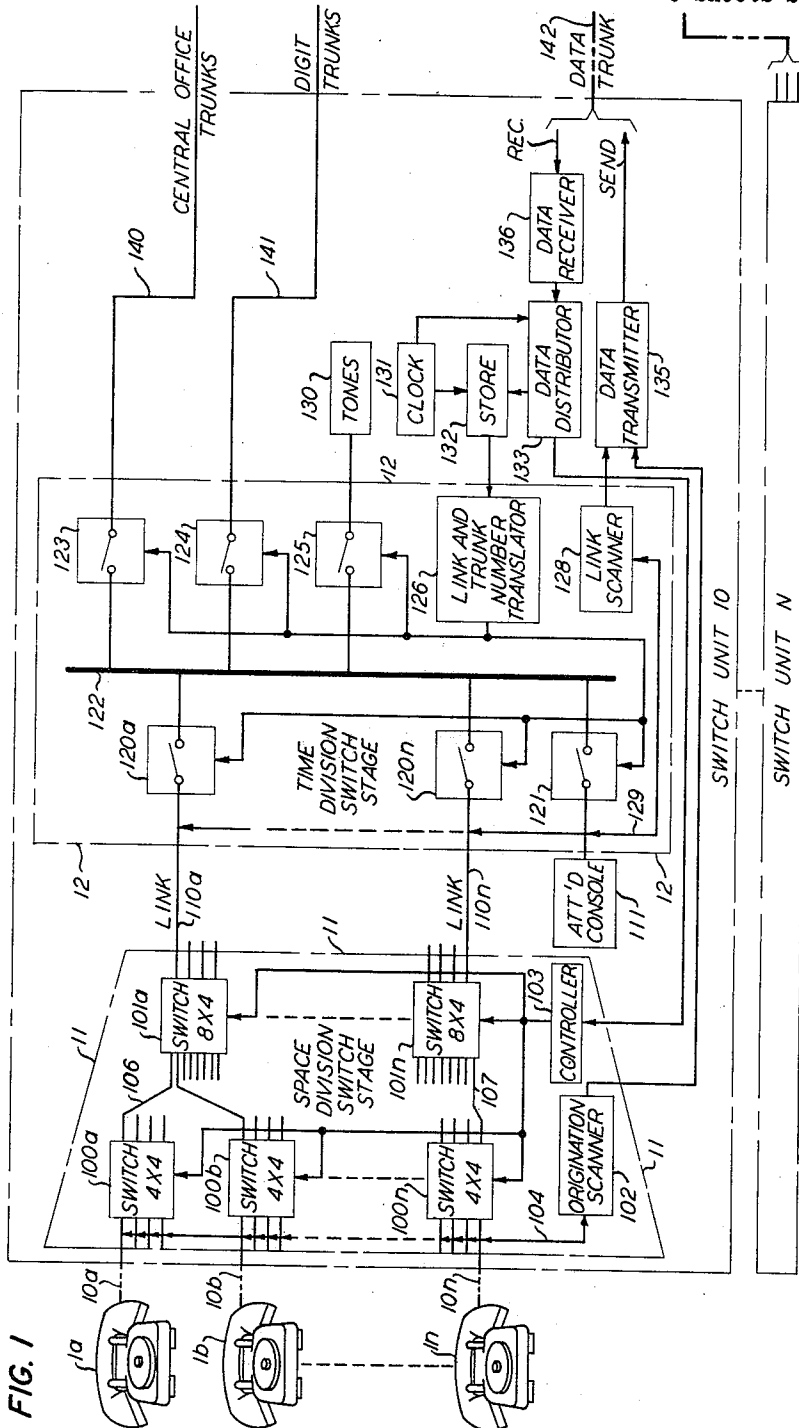 FIG. 1
1a
10a
1b
10b
1n
10n
11
SWITCH
4X4
100a
SWITCH
4X4
100b
SWITCH
4X4
100n
106
107
104
SPACE
DIVISION
SWITCH
STAGE
SWITCH
8X4
101a
SWITCH
8X4
101n
ORIGINATION
SCANNER
102
CONTROLLER
103
11
11
LINK
110a
LINK
110n
ATT'D
CONSOLE
111
12
12
12
TIME
DIVISION
SWITCH
STAGE
120a
120n
121
122
129
123
124
125
LINK AND
TRUNK
NUMBER
TRANSLATOR
126
LINK
SCANNER
128
TONES
130
CLOCK
131
STORE
132
DATA
DISTRIBUTOR
133
DATA
RECEIVER
136
DATA
TRANSMITTER
135
REC.
SEND
140
CENTRAL OFFICE
TRUNKS
141
DIGIT
TRUNKS
142
DATA
TRUNK
SWITCH UNIT 10
SWITCH UNIT N